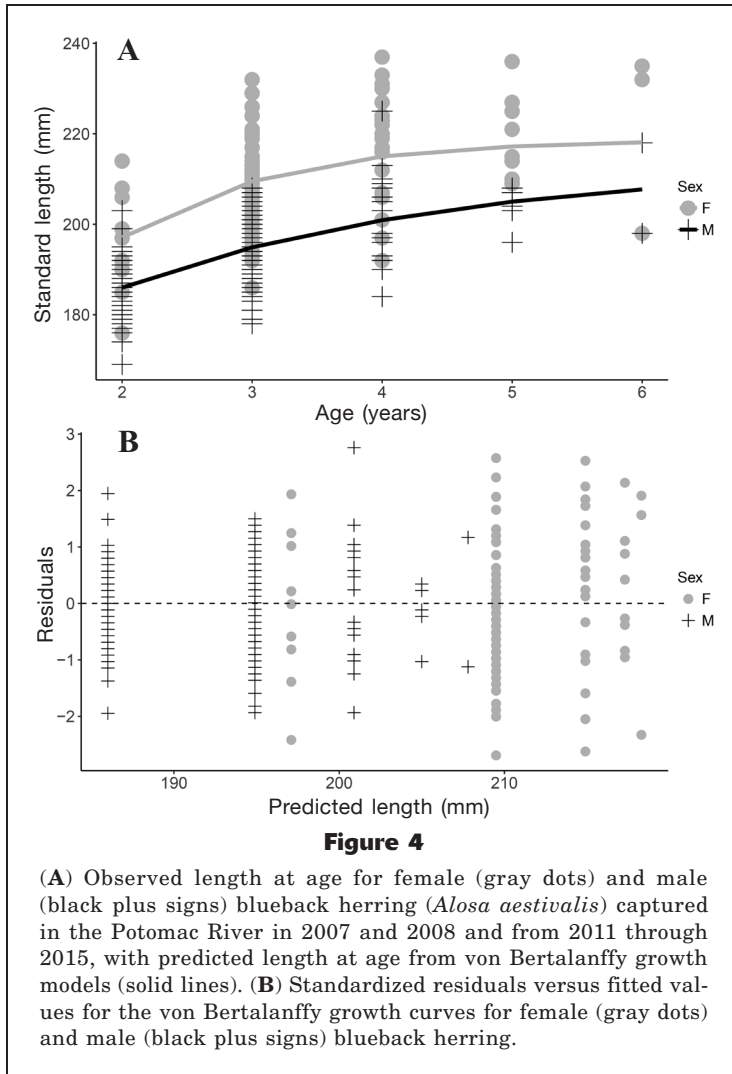 A
240
220
200
180
Standard length (mm)
2 3 4 5 6
Age (years)
Sex
F
M
B
3
2
1
0
−1
−2
Residuals
190 200 210
Predicted length (mm)
Sex
F
M
Figure 4
(A) Observed length at age for female (gray dots) and male
(black plus signs) blueback herring (Alosa aestivalis) captured
in the Potomac River in 2007 and 2008 and from 2011 through
2015, with predicted length at age from von Bertalanffy growth
models (solid lines). (B) Standardized residuals versus fitted val-
ues for the von Bertalanffy growth curves for female (gray dots)
and male (black plus signs) blueback herring.